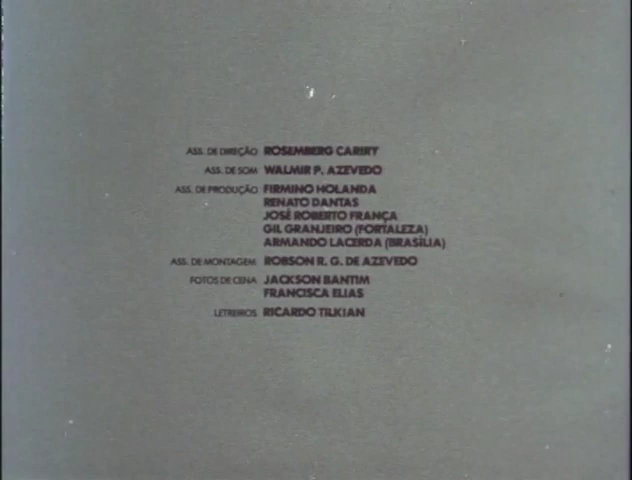 ASS. DE DIREÇÃO ROSEMBERG CARIRY
ASS. DE SOM WALMIR P. AZEVEDO
ASS. DE PRODUÇÃO FIRMINO HOLANDA
RENATO DANTAS
JOSÉ ROBERTO FRANÇA
GIL GRANJEIRO (FORTALEZA)
ARMANDO LACERDA (BRASÍLIA)
ASS. DE MONTAGEM ROBSON R. G. DE AZEVEDO
FOTOS DE CENA JACKSON BANTIM
FRANCISCA ELIAS
LETREIROS RICARDO TILKIAN